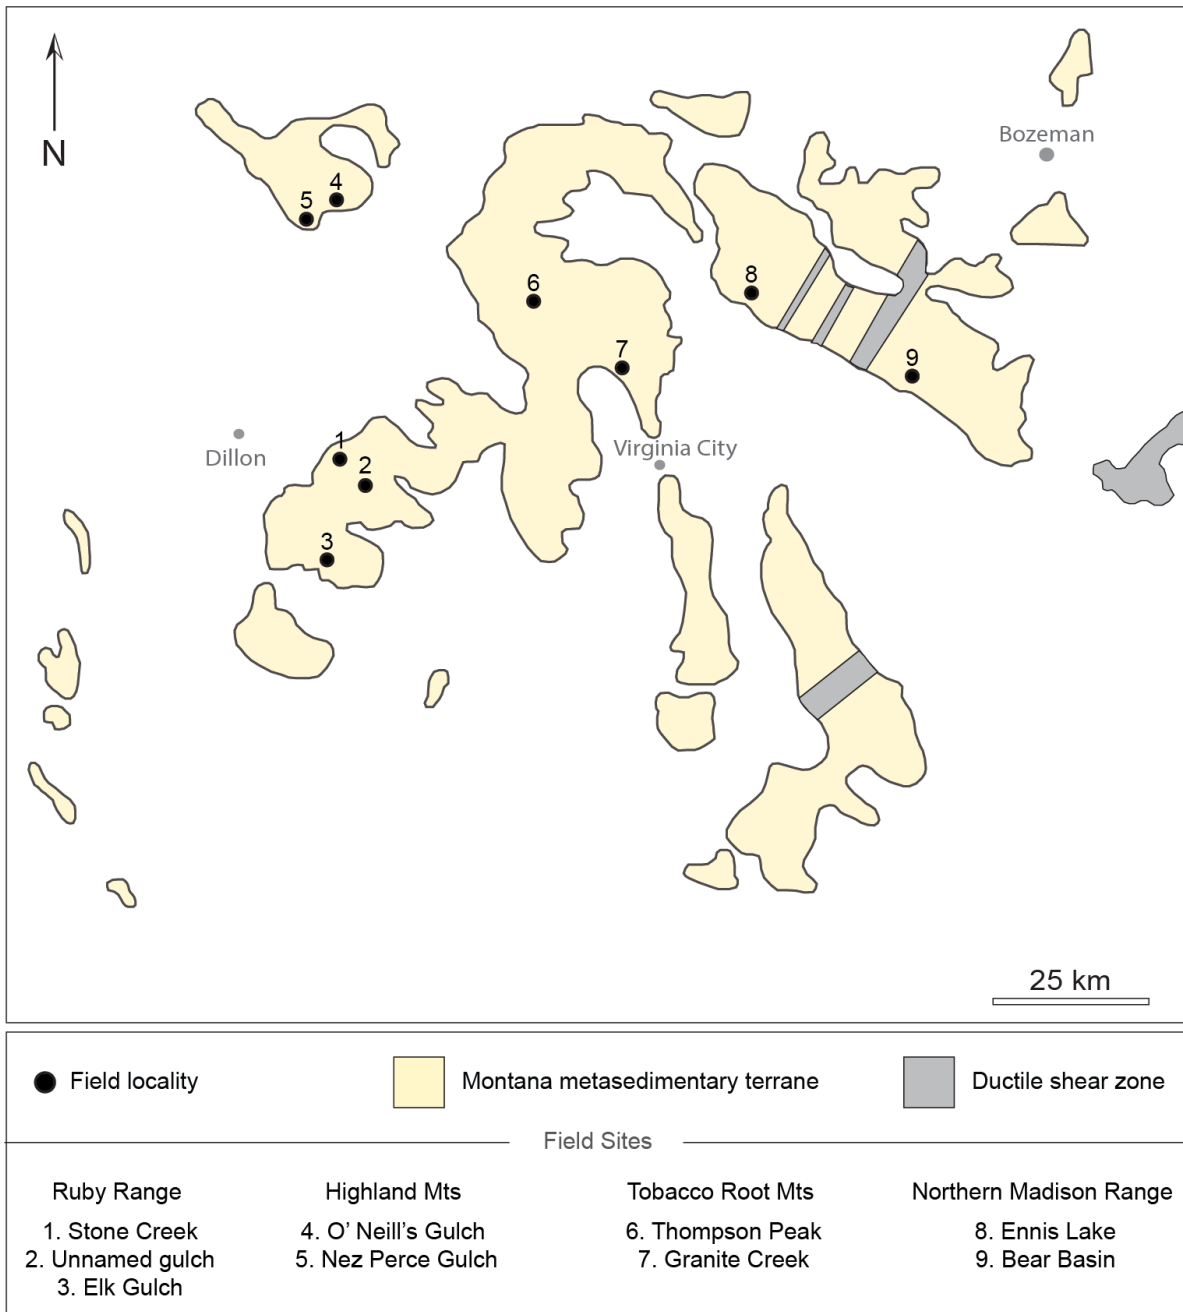 N
Bozeman
4
5
6
8
7
9
Dillon
1
2
Virginia City
3
25 km
Field locality
Montana metasedimentary terrane
Ductile shear zone
Field Sites
Ruby Range
1. Stone Creek
2. Unnamed gulch
3. Elk Gulch
Highland Mts
4. O' Neill's Gulch
5. Nez Perce Gulch
Tobacco Root Mts
6. Thompson Peak
7. Granite Creek
Northern Madison Range
8. Ennis Lake
9. Bear Basin